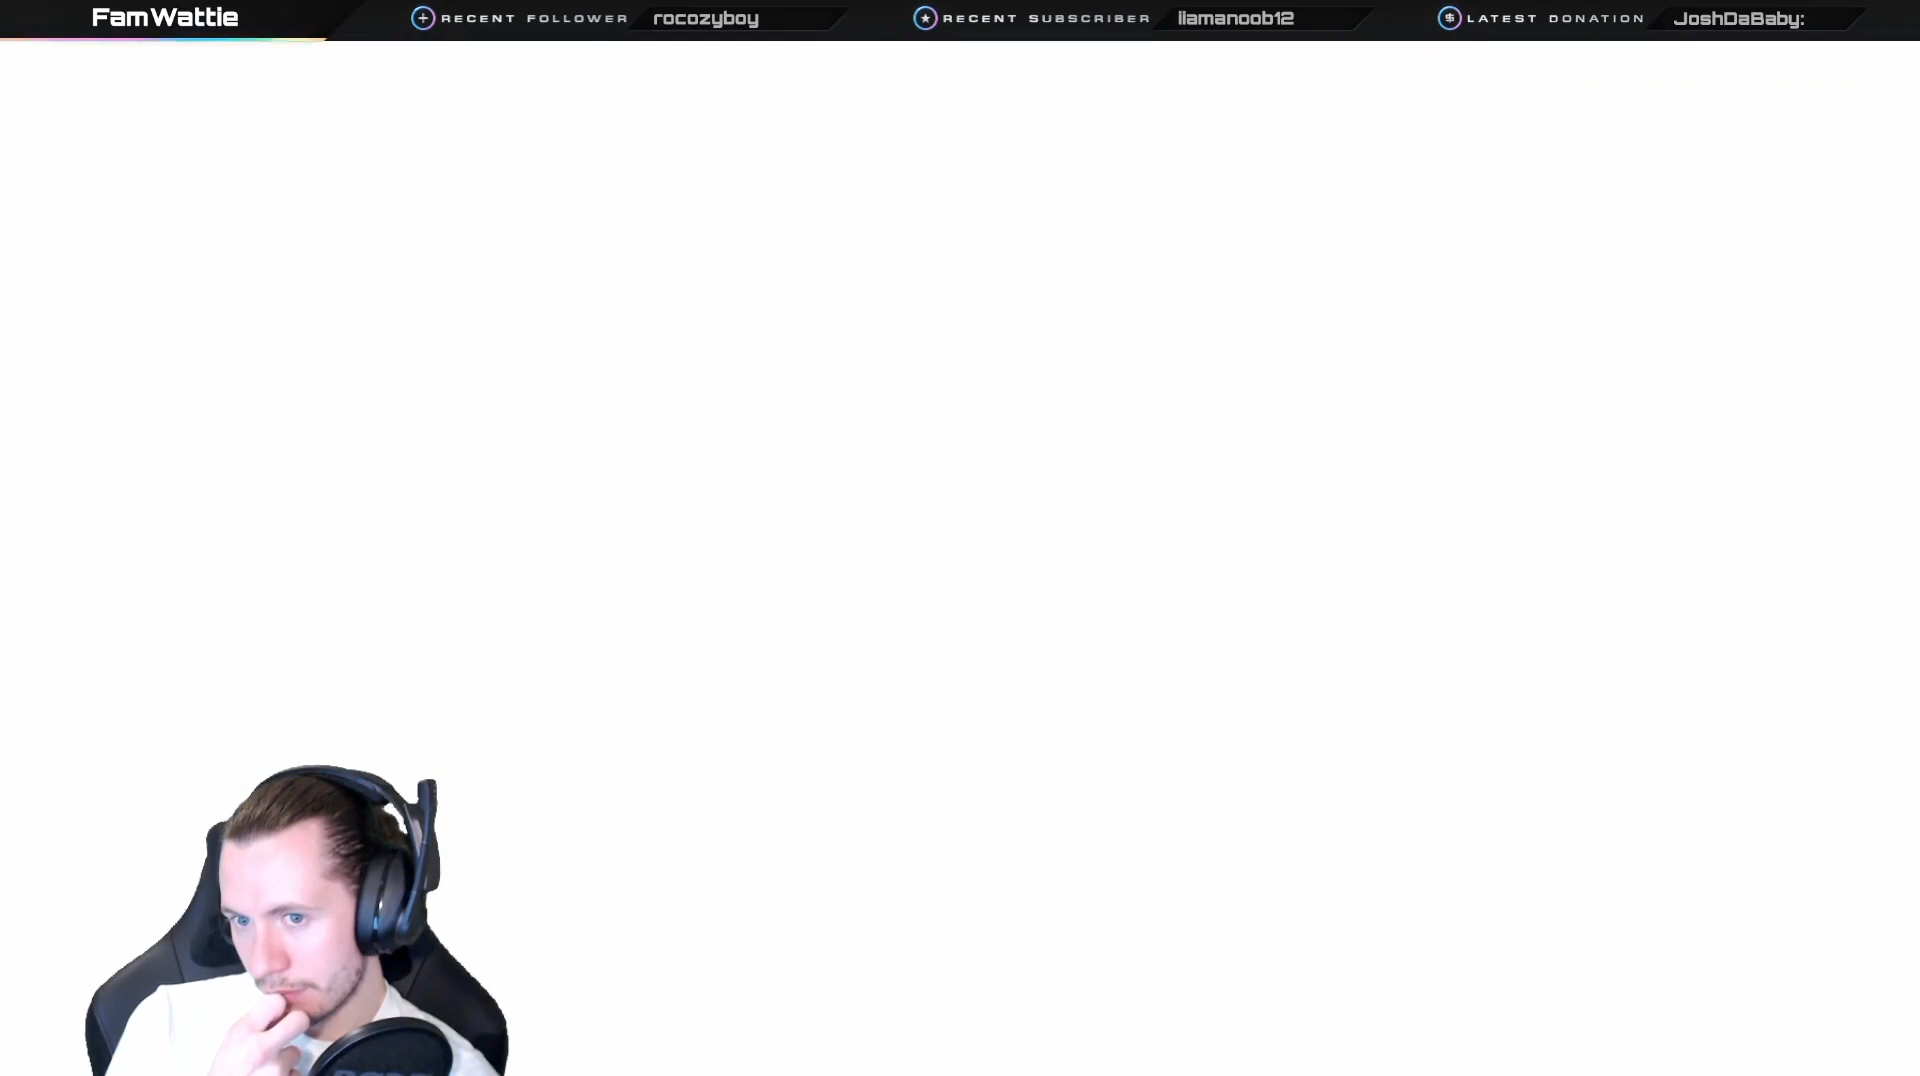 FamWattie
RECENT FOLLOWER rocozyboy
RECENT SUBSCRIBER llamanoob12
LATEST DONATION JoshDaBaby: